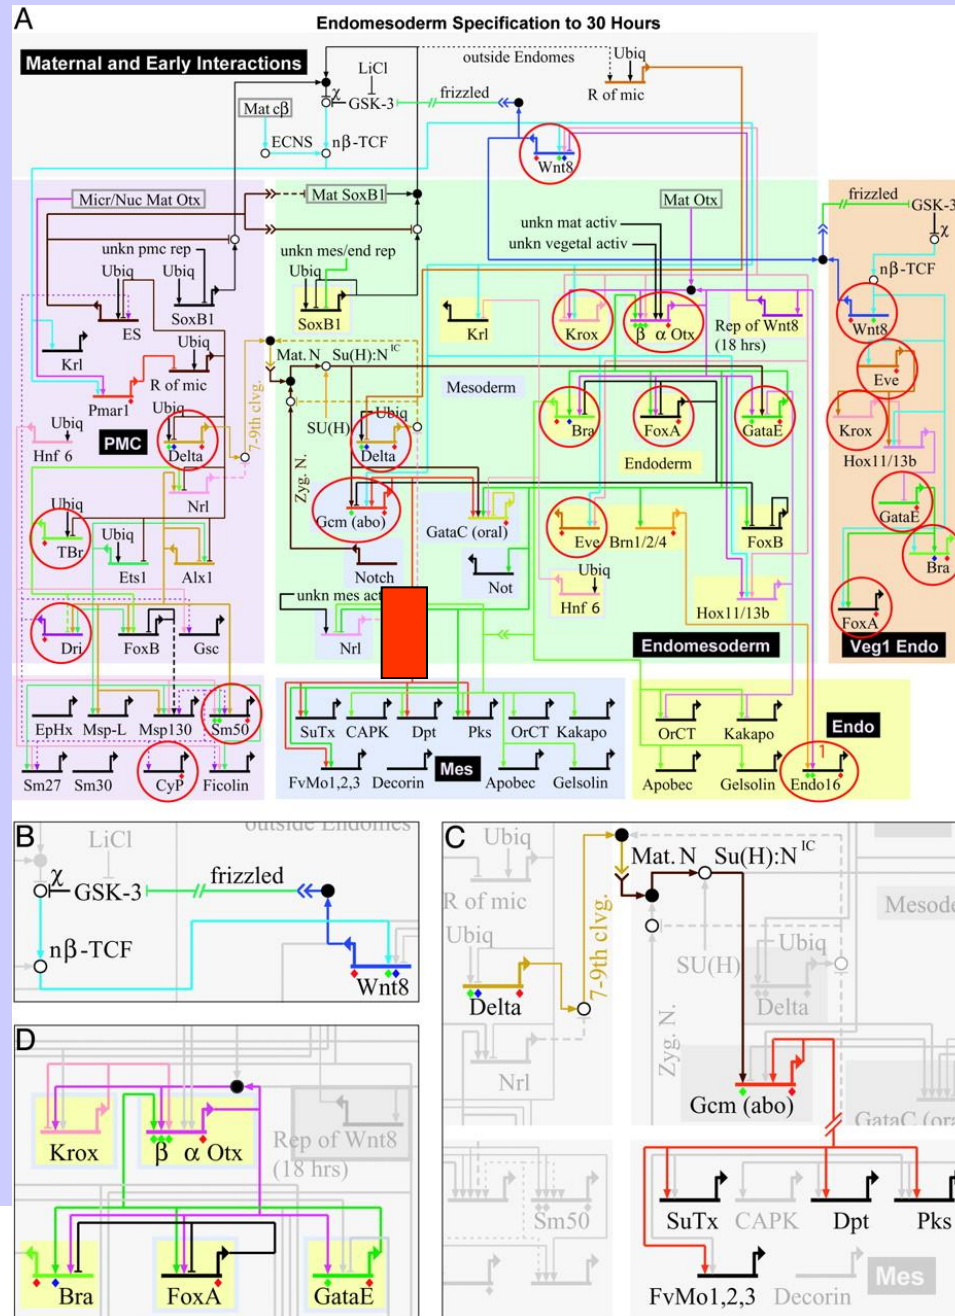 A
Endomesoderm Specification to 30 Hours
Maternal and Early Interactions
LiCl
outside Endomes
Ubiq
χ
GSK-3
frizzled
R of mic
Mat cβ
ECNS
nβ-TCF
Wnt8
Micr/Nuc Mat Otx
Mat SoxB1
Mat Otx
frizzled
GSK-3
χ
nβ-TCF
unkn mat activ
unkn vegetal activ
unkn pmc rep
unkn mes/end rep
Ubiq
Ubiq
Ubiq
SoxB1
ES
SoxB1
Krl
Krox
β α Otx
Rep of Wnt8
(18 hrs)
Wnt8
Krl
Ubiq
R of mic
Mat. N
Su(H):N IC
Mesoderm
Eve
Pmar1
Ubiq
Ubiq
SU(H)
Bra
FoxA
GataE
Krox
PMC
Ubiq
Hnf 6
Delta
7-9th clvg.
Delta
Endoderm
Hox11/13b
Nrl
Zyg. N.
Gcm (abo)
GataC (oral)
Eve
Brn1/2/4
FoxB
GataE
Ubiq
TBr
Ubiq
Ets1
Alx1
Notch
Not
Ubiq
Hnf 6
Hox11/13b
Bra
unkn mes act
Nrl
FoxA
Dri
FoxB
Gsc
Endomesoderm
Veg1 Endo
EpHx
Msp-L
Msp130
Sm50
SuTx
CAPK
Dpt
Pks
OrCT
Kakapo
OrCT
Kakapo
Endo
Sm27
Sm30
CyP
Ficolin
FvMo1,2,3
Decorin
Mes
Apobec
Gelsolin
Apobec
Gelsolin
1
Endo16
B
outside Endomes
LiCl
χ
GSK-3
frizzled
nβ-TCF
Wnt8
C
Ubiq
R of mic
Mat. N
Su(H):N IC
Mesode
Ubiq
Delta
7-9th clvg.
SU(H)
Ubiq
Delta
Nrl
Zyg. N.
Gcm (abo)
GataC (ora
Sm50
SuTx
CAPK
Dpt
Pks
FvMo1,2,3
Decorin
Mes
D
Krox
β α Otx
Rep of Wnt8
(18 hrs)
Bra
FoxA
GataE